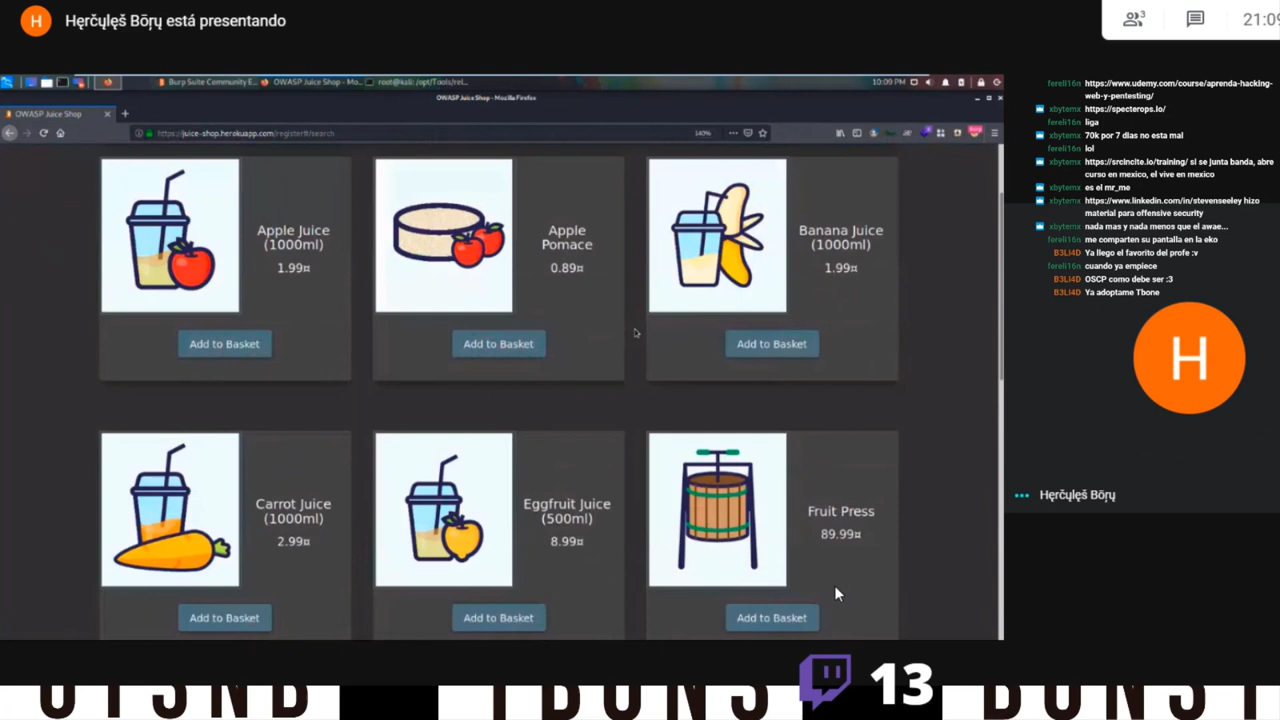 H Hęrčųlęš Bōŗų está presentando
3
21:09
Burp Suite Community E...
OWASP Juice Shop - Mo...
root@kali: /opt/Tools/rel...
10:09 PM
OWASP Juice Shop - Mozilla Firefox
OWASP Juice Shop
https://juice-shop.herokuapp.com/register#/search
140%
Apple Juice
(1000ml)
1.99¤
Add to Basket
Apple
Pomace
0.89¤
Add to Basket
Banana Juice
(1000ml)
1.99¤
Add to Basket
Carrot Juice
(1000ml)
2.99¤
Add to Basket
Eggfruit Juice
(500ml)
8.99¤
Add to Basket
Fruit Press
89.99¤
Add to Basket
fereli16n https://www.udemy.com/course/aprenda-hacking-
web-y-pentesting/
xbytemx https://specterops.io/
fereli16n liga
xbytemx 70k por 7 dias no esta mal
fereli16n lol
xbytemx https://srcincite.io/training/ si se junta banda, abre
curso en mexico, el vive en mexico
xbytemx es el mr_me
xbytemx https://www.linkedin.com/in/stevenseeley hizo
material para offensive security
xbytemx nada mas y nada menos que el awae...
fereli16n me comparten su pantalla en la eko
B3LI4D Ya llego el favorito del profe :v
fereli16n cuando ya empiece
B3LI4D OSCP como debe ser :3
B3LI4D Ya adoptame Tbone
H
Hęrčųlęš Bōŗų
13